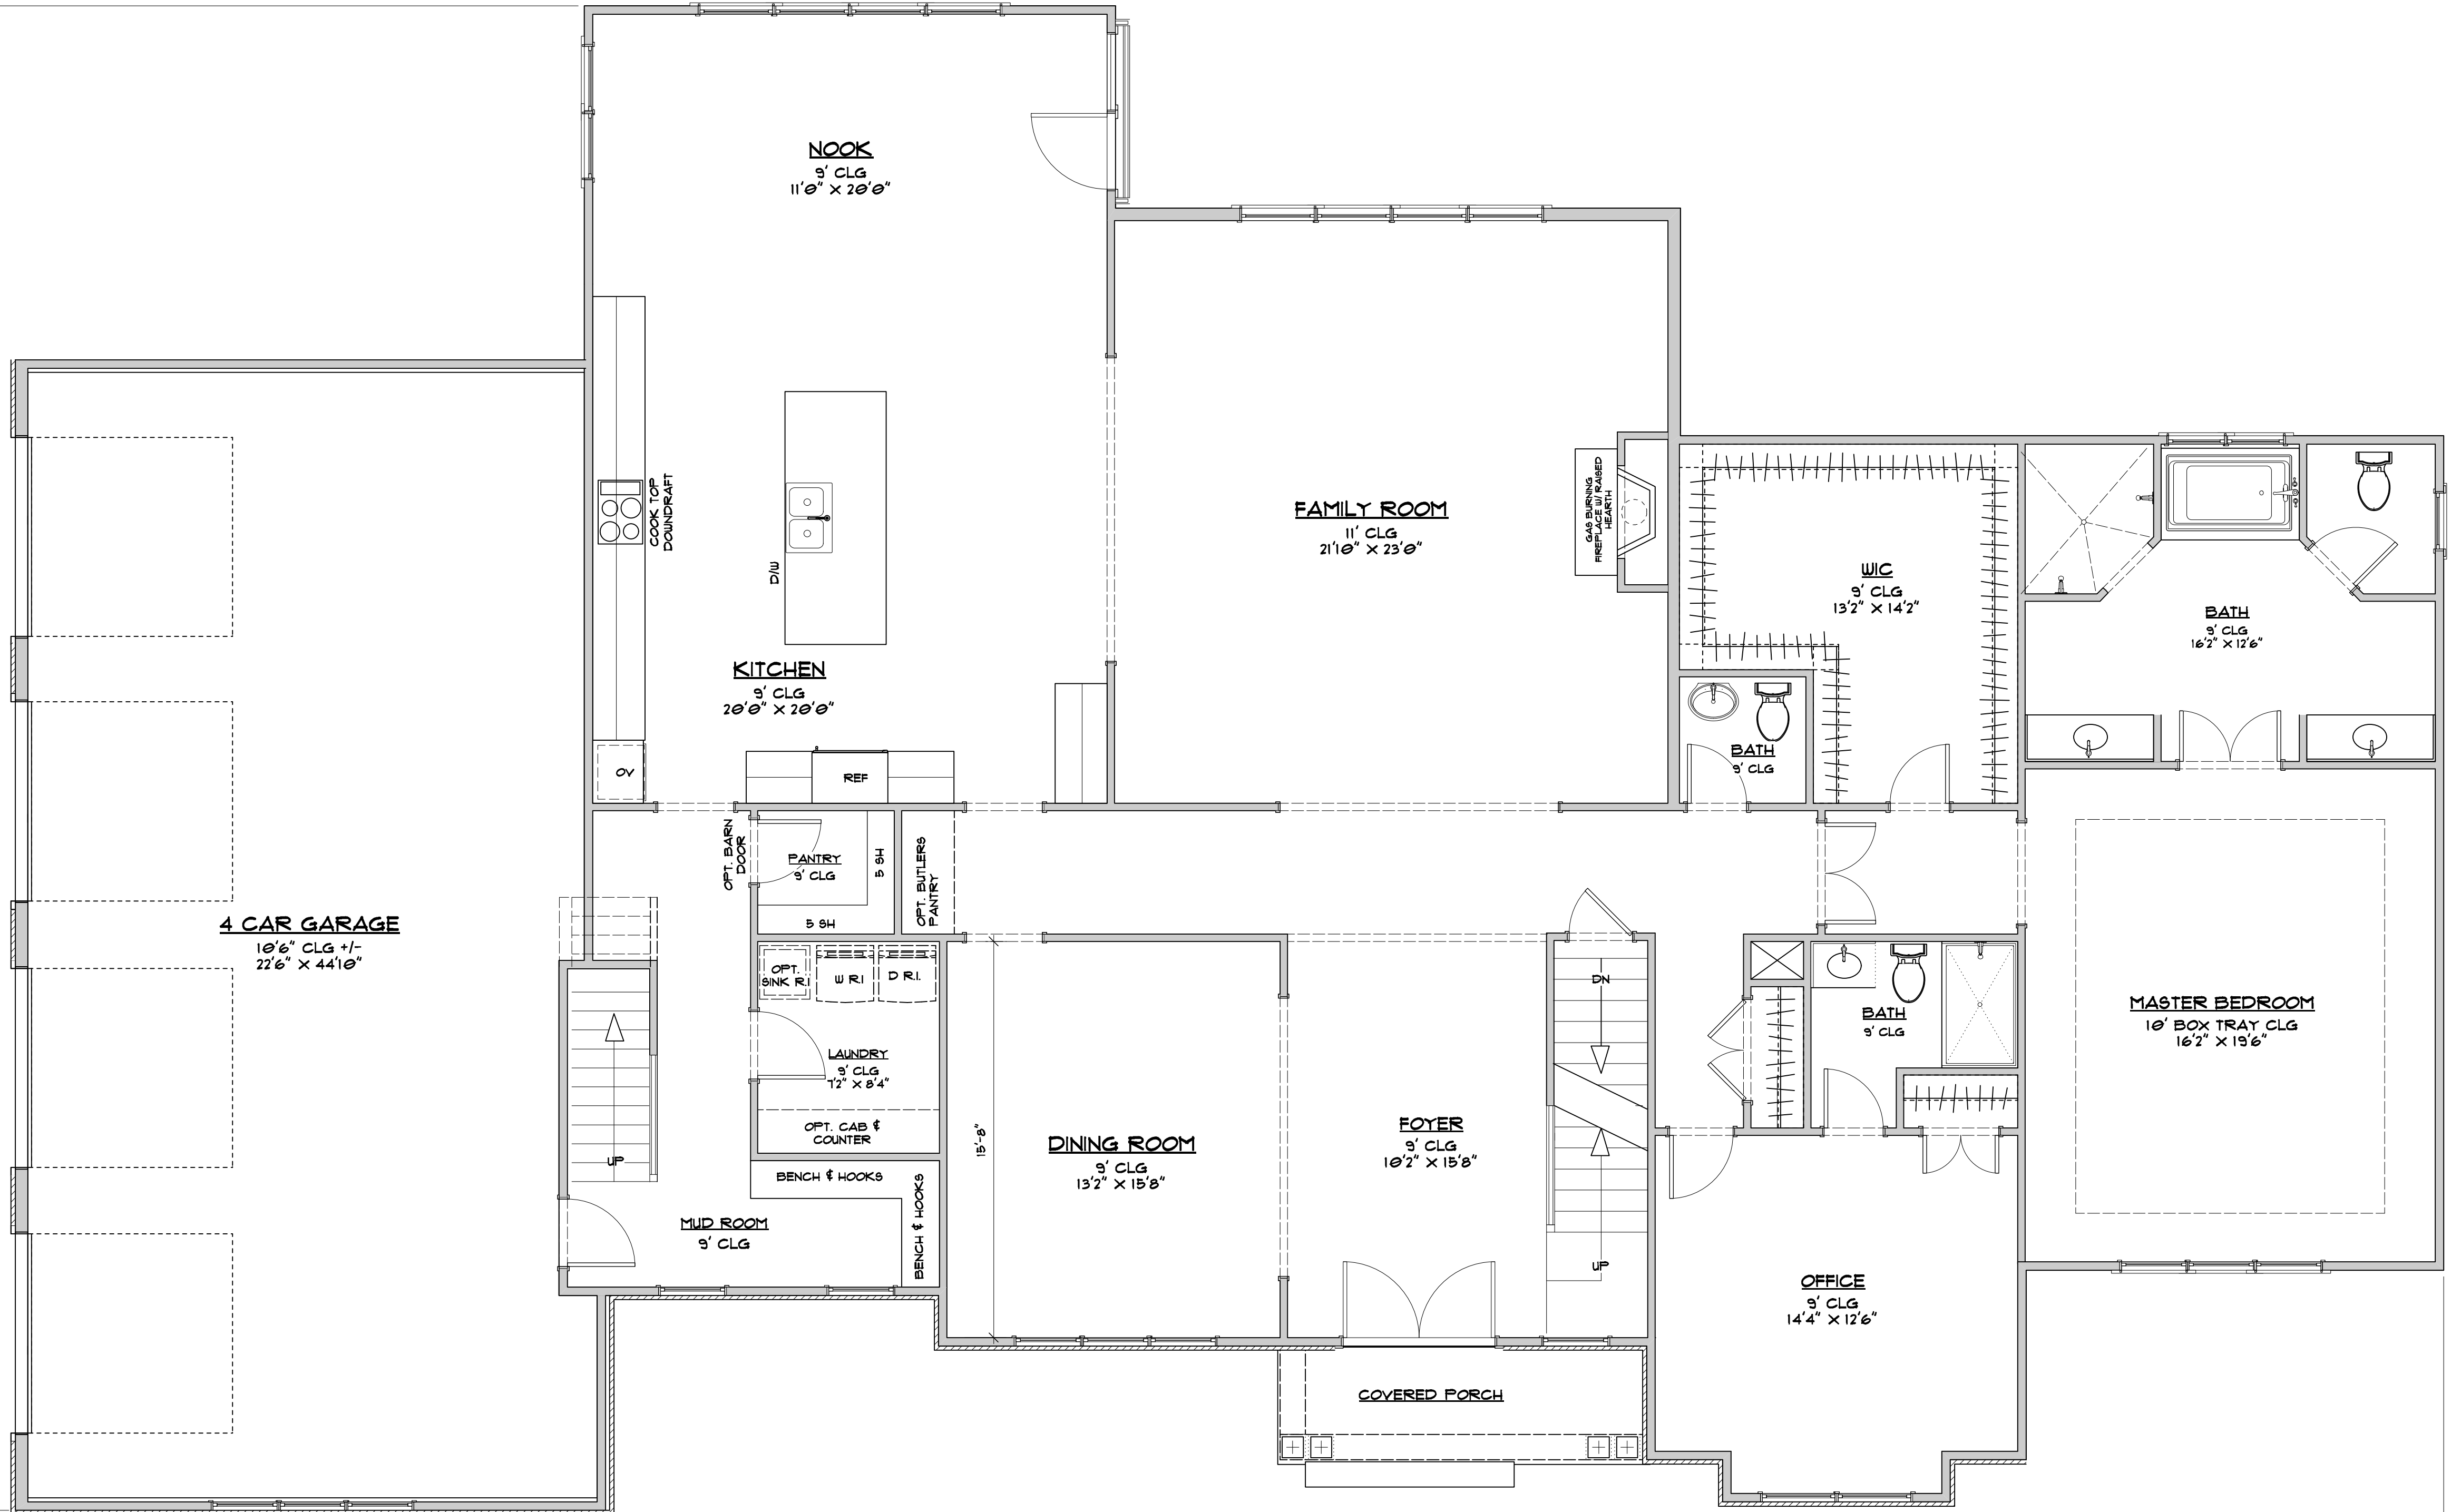 NOOK
9' CLG
11'0" X 20'0"
COOK TOP
DOWNDRAFT
D/W
KITCHEN
9' CLG
20'0" X 20'0"
OV
REF
FAMILY ROOM
11' CLG
21'10" X 23'0"
GAS BURNING
FIREPLACE W/ RAISED
HEARTH
WIC
9' CLG
13'2" X 14'2"
BATH
9' CLG
16'2" X 12'6"
BATH
9' CLG
4 CAR GARAGE
10'6" CLG +/-
22'6" X 44'10"
OPT. BARN
DOOR
PANTRY
9' CLG
5 SH
5 SH
OPT. BUTLERS
PANTRY
OPT.
SINK R.I
W R.I
D R.I.
LAUNDRY
9' CLG
7'2" X 8'4"
OPT. CAB &
COUNTER
UP
BENCH & HOOKS
BENCH & HOOKS
MUD ROOM
9' CLG
15'-8"
DINING ROOM
9' CLG
13'2" X 15'8"
FOYER
9' CLG
10'2" X 15'8"
DN
UP
BATH
9' CLG
MASTER BEDROOM
10' BOX TRAY CLG
16'2" X 19'6"
OFFICE
9' CLG
14'4" X 12'6"
COVERED PORCH